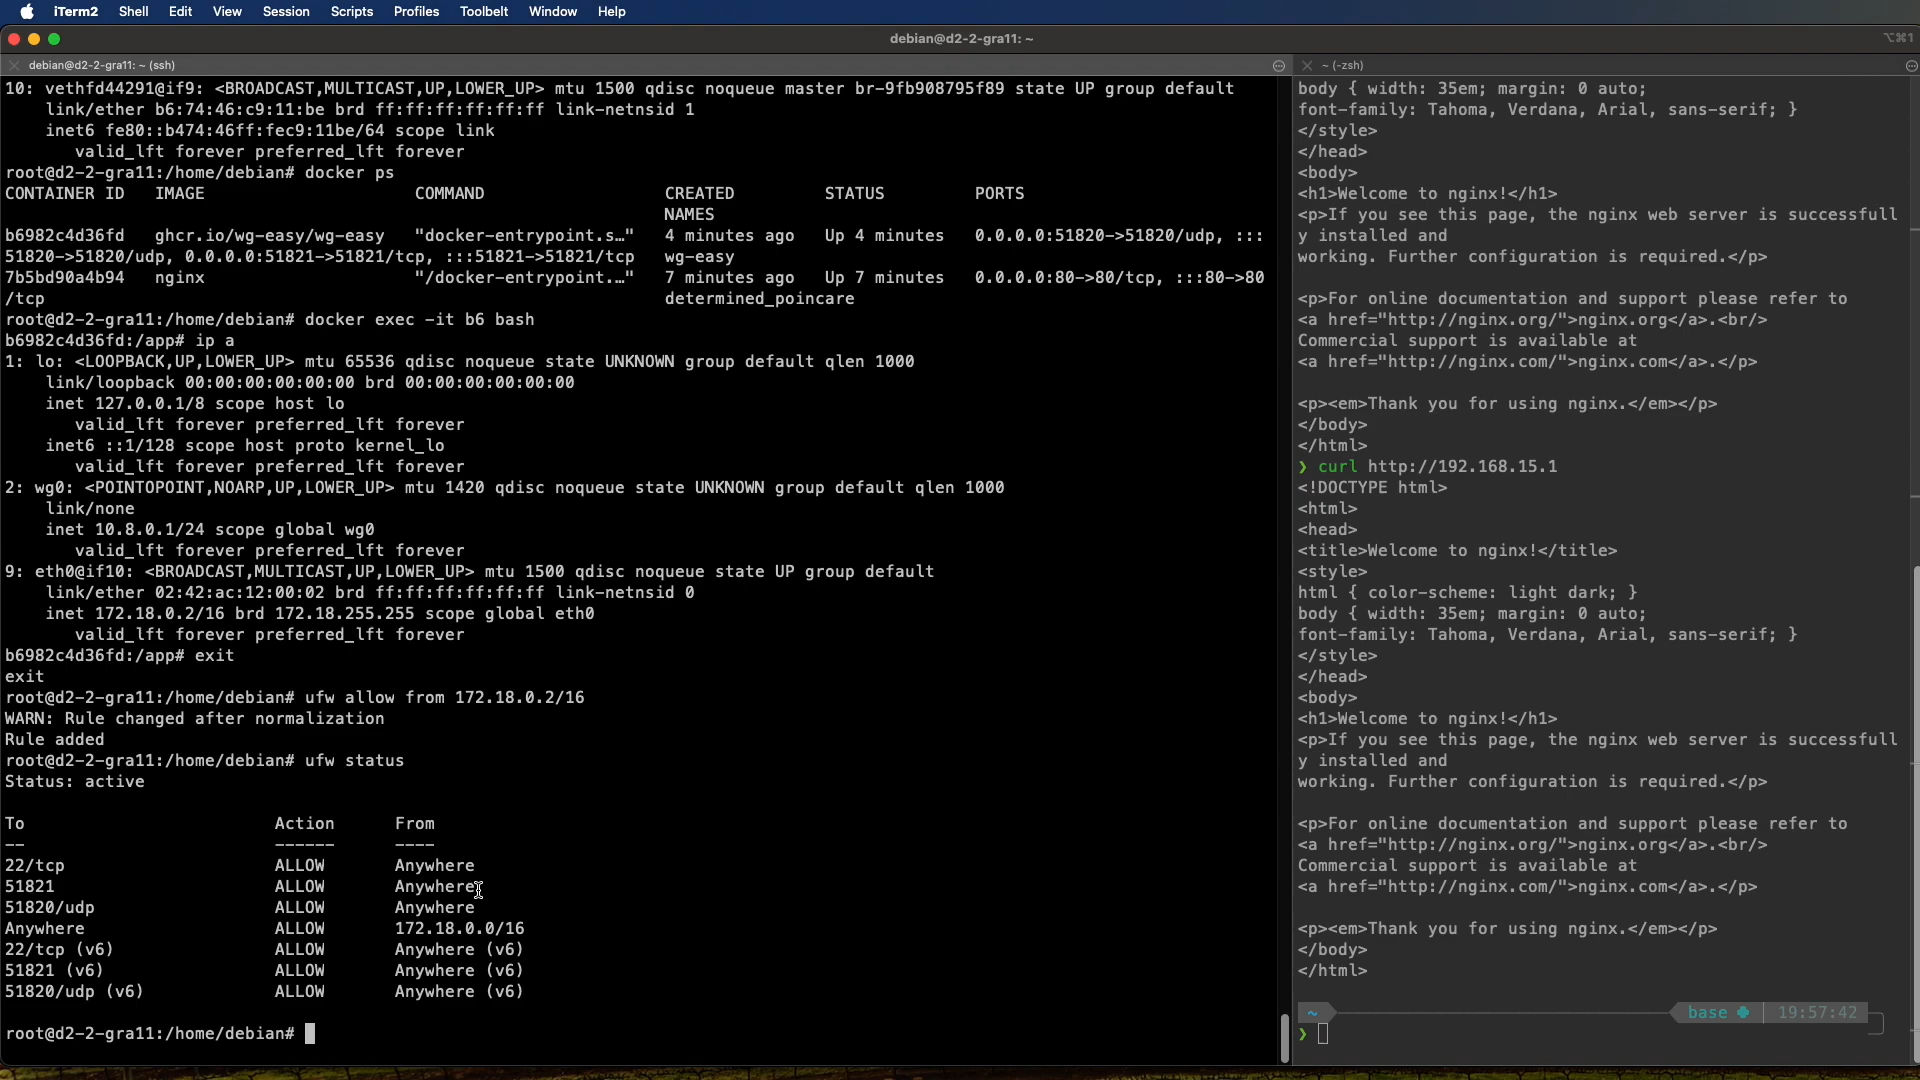 iTerm2 Shell Edit View Session Scripts Profiles Toolbelt Window Help
debian@d2-2-gra11: ~
⌥⌘1
debian@d2-2-gra11: ~ (ssh)
10: vethfd44291@if9: <BROADCAST,MULTICAST,UP,LOWER_UP> mtu 1500 qdisc noqueue master br-9fb908795f89 state UP group default
    link/ether b6:74:46:c9:11:be brd ff:ff:ff:ff:ff:ff link-netnsid 1
    inet6 fe80::b474:46ff:fec9:11be/64 scope link
       valid_lft forever preferred_lft forever
root@d2-2-gra11:/home/debian# docker ps
CONTAINER ID   IMAGE                     COMMAND                  CREATED         STATUS         PORTS
                                                                  NAMES
b6982c4d36fd   ghcr.io/wg-easy/wg-easy   "docker-entrypoint.s…"   4 minutes ago   Up 4 minutes   0.0.0.0:51820->51820/udp, :::
51820->51820/udp, 0.0.0.0:51821->51821/tcp, :::51821->51821/tcp   wg-easy
7b5bd90a4b94   nginx                     "/docker-entrypoint.…"   7 minutes ago   Up 7 minutes   0.0.0.0:80->80/tcp, :::80->80
/tcp                                                              determined_poincare
root@d2-2-gra11:/home/debian# docker exec -it b6 bash
b6982c4d36fd:/app# ip a
1: lo: <LOOPBACK,UP,LOWER_UP> mtu 65536 qdisc noqueue state UNKNOWN group default qlen 1000
    link/loopback 00:00:00:00:00:00 brd 00:00:00:00:00:00
    inet 127.0.0.1/8 scope host lo
       valid_lft forever preferred_lft forever
    inet6 ::1/128 scope host proto kernel_lo
       valid_lft forever preferred_lft forever
2: wg0: <POINTOPOINT,NOARP,UP,LOWER_UP> mtu 1420 qdisc noqueue state UNKNOWN group default qlen 1000
    link/none
    inet 10.8.0.1/24 scope global wg0
       valid_lft forever preferred_lft forever
9: eth0@if10: <BROADCAST,MULTICAST,UP,LOWER_UP> mtu 1500 qdisc noqueue state UP group default
    link/ether 02:42:ac:12:00:02 brd ff:ff:ff:ff:ff:ff link-netnsid 0
    inet 172.18.0.2/16 brd 172.18.255.255 scope global eth0
       valid_lft forever preferred_lft forever
b6982c4d36fd:/app# exit
exit
root@d2-2-gra11:/home/debian# ufw allow from 172.18.0.2/16
WARN: Rule changed after normalization
Rule added
root@d2-2-gra11:/home/debian# ufw status
Status: active
To                         Action      From
--                         ------      ----
22/tcp                     ALLOW       Anywhere
51821                      ALLOW       Anywhere
51820/udp                  ALLOW       Anywhere
Anywhere                   ALLOW       172.18.0.0/16
22/tcp (v6)                ALLOW       Anywhere (v6)
51821 (v6)                 ALLOW       Anywhere (v6)
51820/udp (v6)             ALLOW       Anywhere (v6)
root@d2-2-gra11:/home/debian#
~ (-zsh)
body { width: 35em; margin: 0 auto;
font-family: Tahoma, Verdana, Arial, sans-serif; }
</style>
</head>
<body>
<h1>Welcome to nginx!</h1>
<p>If you see this page, the nginx web server is successfull
y installed and
working. Further configuration is required.</p>
<p>For online documentation and support please refer to
<a href="http://nginx.org/">nginx.org</a>.<br/>
Commercial support is available at
<a href="http://nginx.com/">nginx.com</a>.</p>
<p><em>Thank you for using nginx.</em></p>
</body>
</html>
❯ curl http://192.168.15.1
<!DOCTYPE html>
<html>
<head>
<title>Welcome to nginx!</title>
<style>
html { color-scheme: light dark; }
body { width: 35em; margin: 0 auto;
font-family: Tahoma, Verdana, Arial, sans-serif; }
</style>
</head>
<body>
<h1>Welcome to nginx!</h1>
<p>If you see this page, the nginx web server is successfull
y installed and
working. Further configuration is required.</p>
<p>For online documentation and support please refer to
<a href="http://nginx.org/">nginx.org</a>.<br/>
Commercial support is available at
<a href="http://nginx.com/">nginx.com</a>.</p>
<p><em>Thank you for using nginx.</em></p>
</body>
</html>
~ base 19:57:42
❯